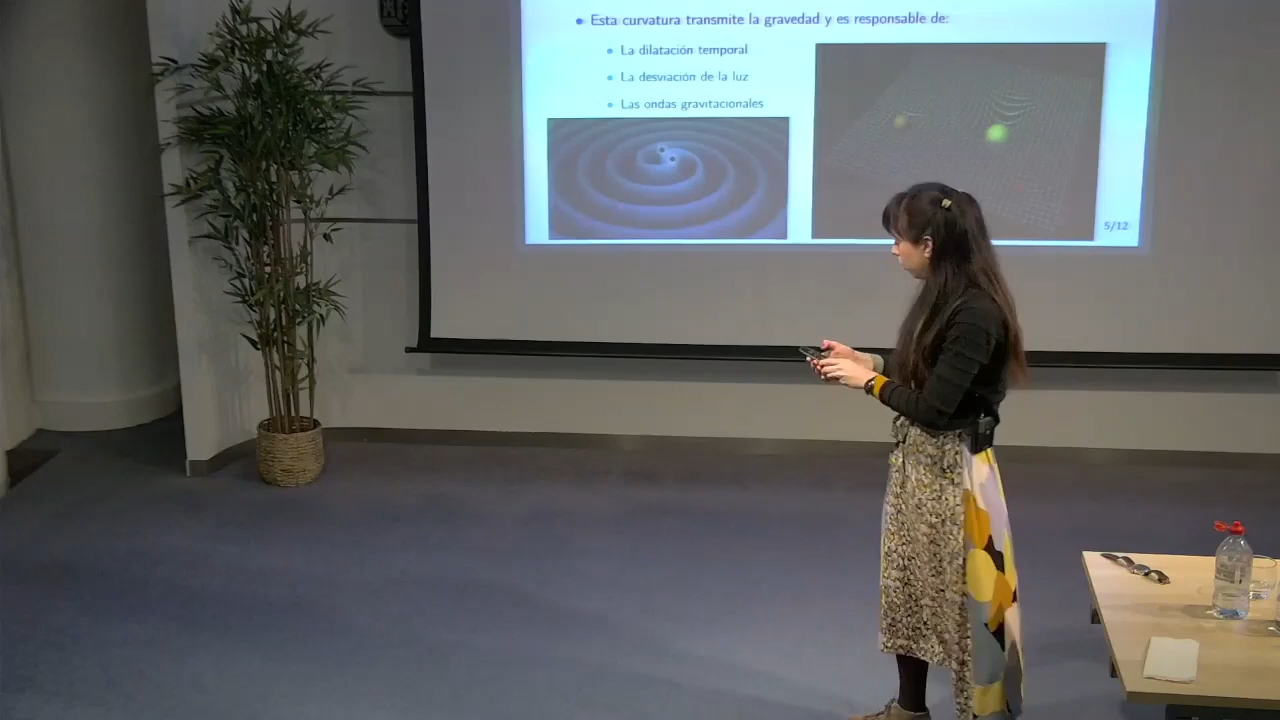 Esta curvatura transmite la gravedad y es responsable de:
La dilatación temporal
La desviación de la luz
Las ondas gravitacionales
5/12